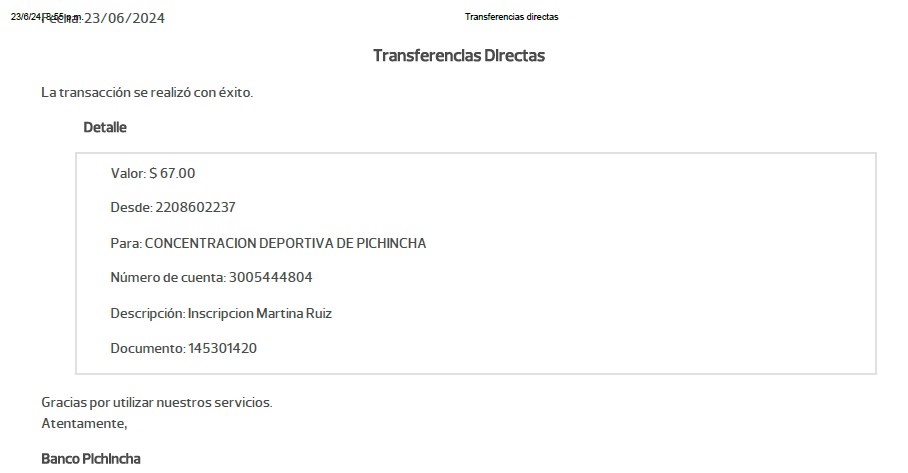 23/6/24, 3:55 p.m. Transferencias directas
Fecha: 23/06/2024
Transferencias Directas
La transacción se realizó con éxito.
Detalle
Valor: $ 67.00
Desde: 2208602237
Para: CONCENTRACION DEPORTIVA DE PICHINCHA
Número de cuenta: 3005444804
Descripción: Inscripcion Martina Ruiz
Documento: 145301420
Gracias por utilizar nuestros servicios.
Atentamente,
Banco Pichincha